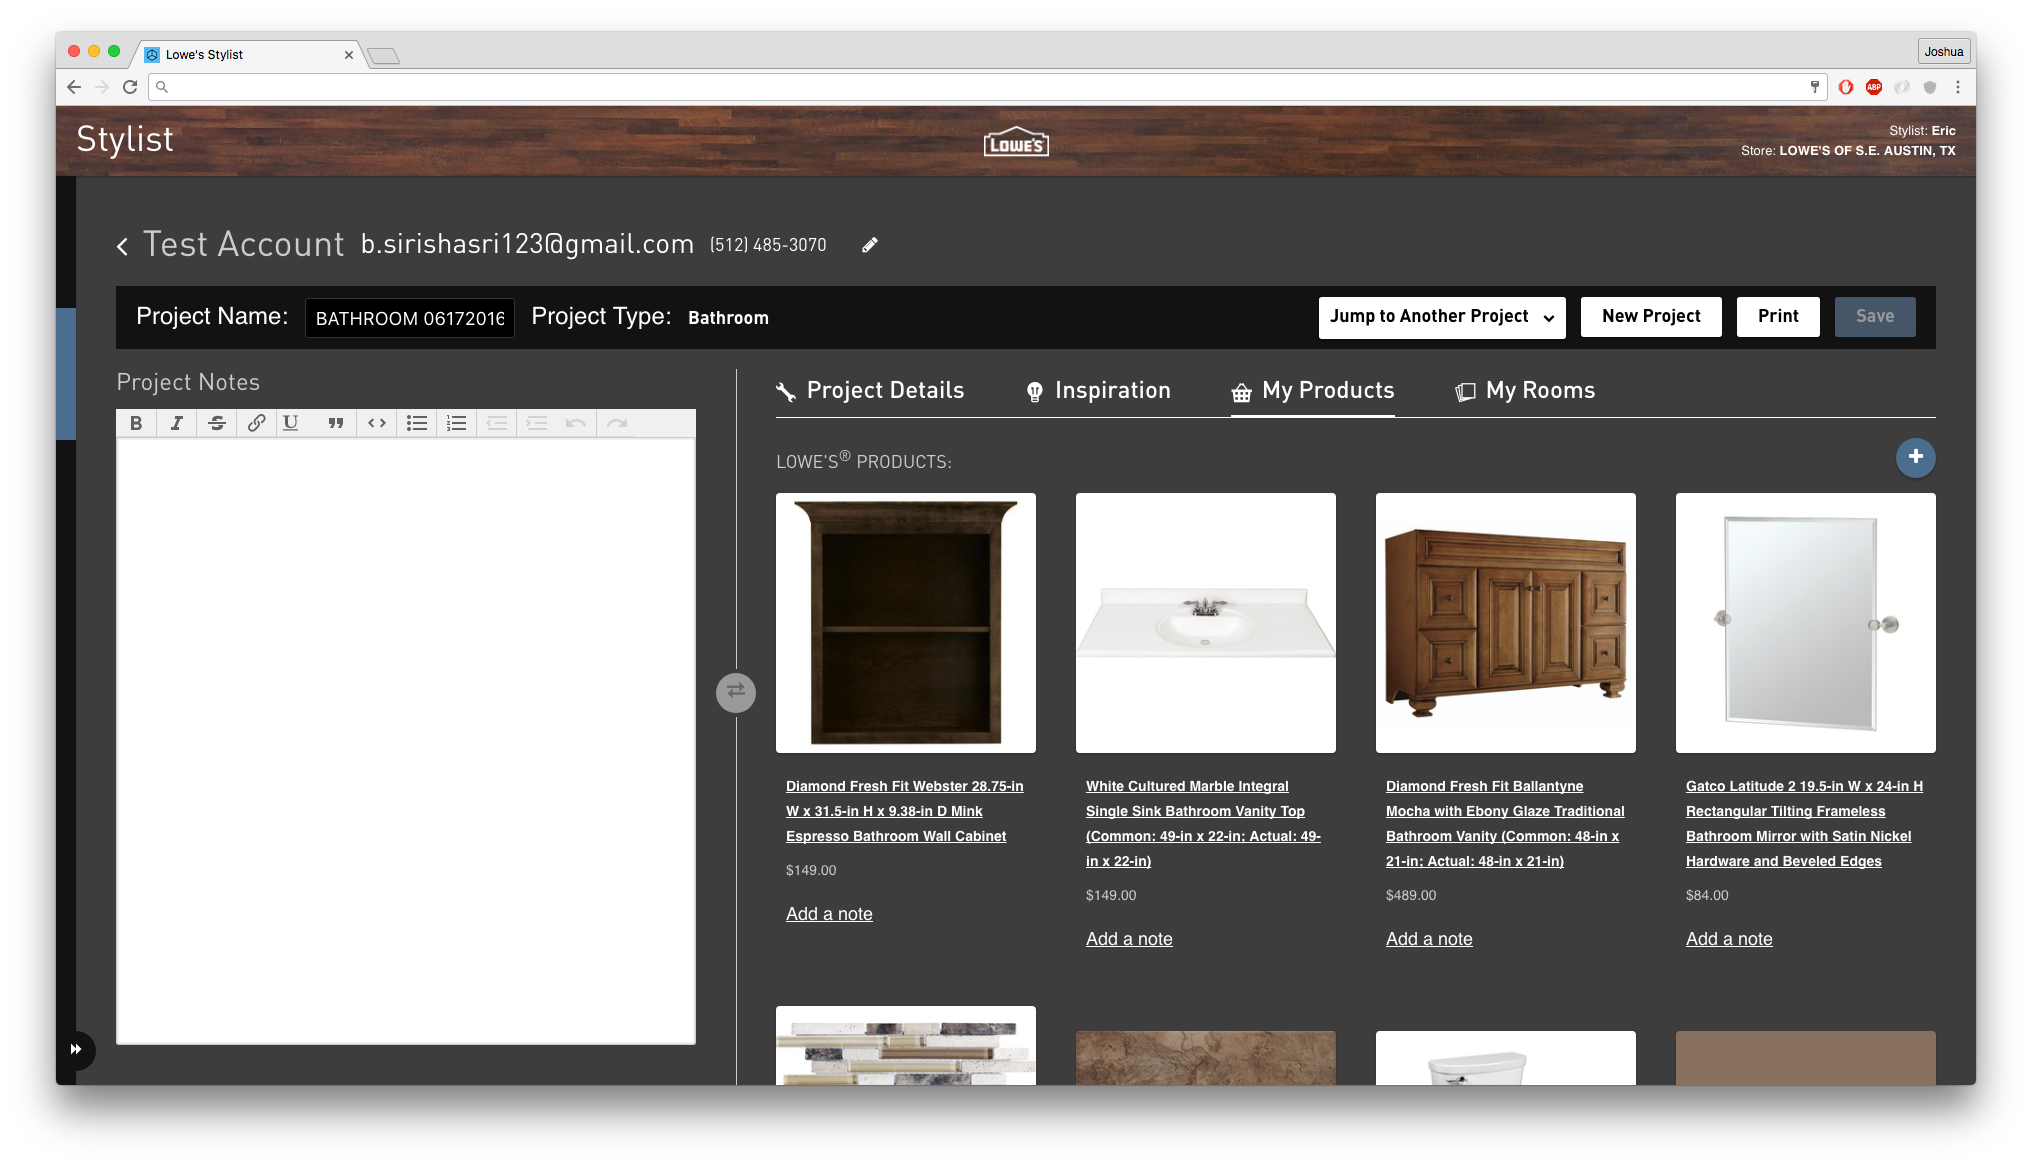 Lowe's Stylist
Joshua
ABP
Stylist
LOWE'S
Stylist: Eric
Store: LOWE'S OF S.E. AUSTIN, TX
Test Account b.sirishasri123@gmail.com (512) 485-3070
Project Name: BATHROOM 06172016 Project Type: Bathroom
Jump to Another Project
New Project
Print
Save
Project Notes
B I S U
Project Details
Inspiration
My Products
My Rooms
LOWE'S® PRODUCTS:
Diamond Fresh Fit Webster 28.75-in
W x 31.5-in H x 9.38-in D Mink
Espresso Bathroom Wall Cabinet
$149.00
Add a note
White Cultured Marble Integral
Single Sink Bathroom Vanity Top
(Common: 49-in x 22-in; Actual: 49-
in x 22-in)
$149.00
Add a note
Diamond Fresh Fit Ballantyne
Mocha with Ebony Glaze Traditional
Bathroom Vanity (Common: 48-in x
21-in; Actual: 48-in x 21-in)
$489.00
Add a note
Gatco Latitude 2 19.5-in W x 24-in H
Rectangular Tilting Frameless
Bathroom Mirror with Satin Nickel
Hardware and Beveled Edges
$84.00
Add a note